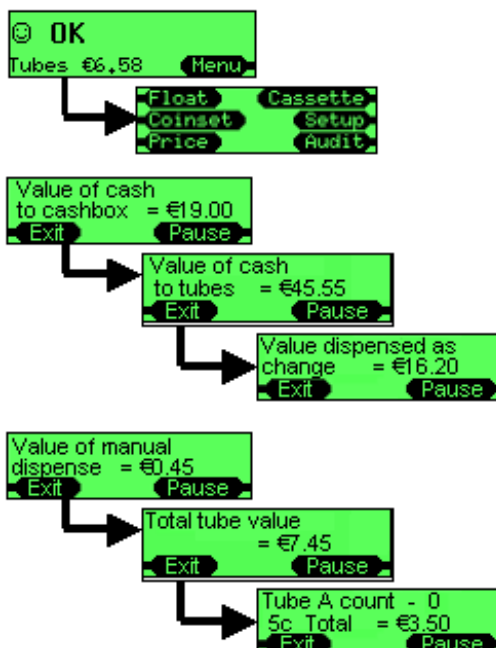 ☺ OK
Tubes €6.58 Menu
Float Cassette
Coinset Setup
Price Audit
Value of cash
to cashbox = €19.00
Exit Pause
Value of cash
to tubes = €45.55
Exit Pause
Value dispensed as
change = €16.20
Exit Pause
Value of manual
dispense = €0.45
Exit Pause
Total tube value
= €7.45
Exit Pause
Tube A count - 0
5c Total = €3.50
Exit Pause